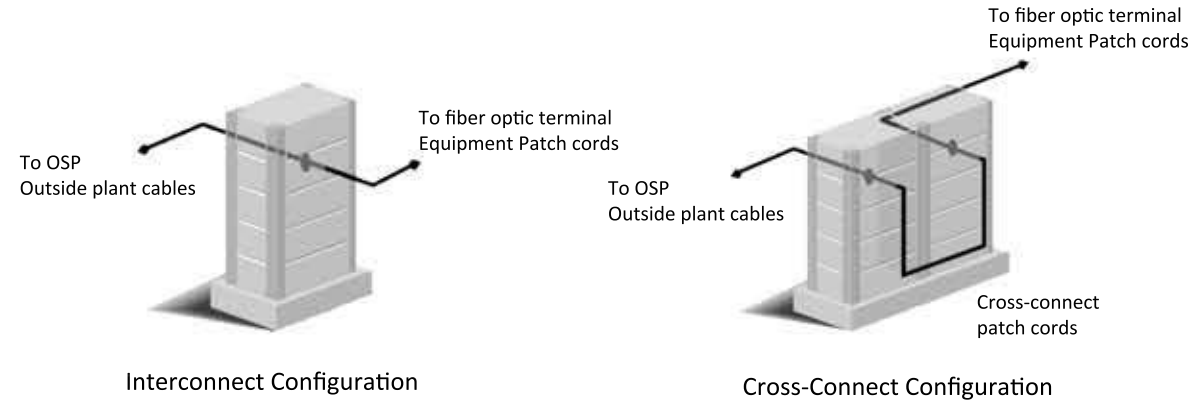 To fiber optic terminal
Equipment Patch cords
To fiber optic terminal
Equipment Patch cords
To OSP
Outside plant cables
To OSP
Outside plant cables
Cross-connect
patch cords
Interconnect Configuration
Cross-Connect Configuration